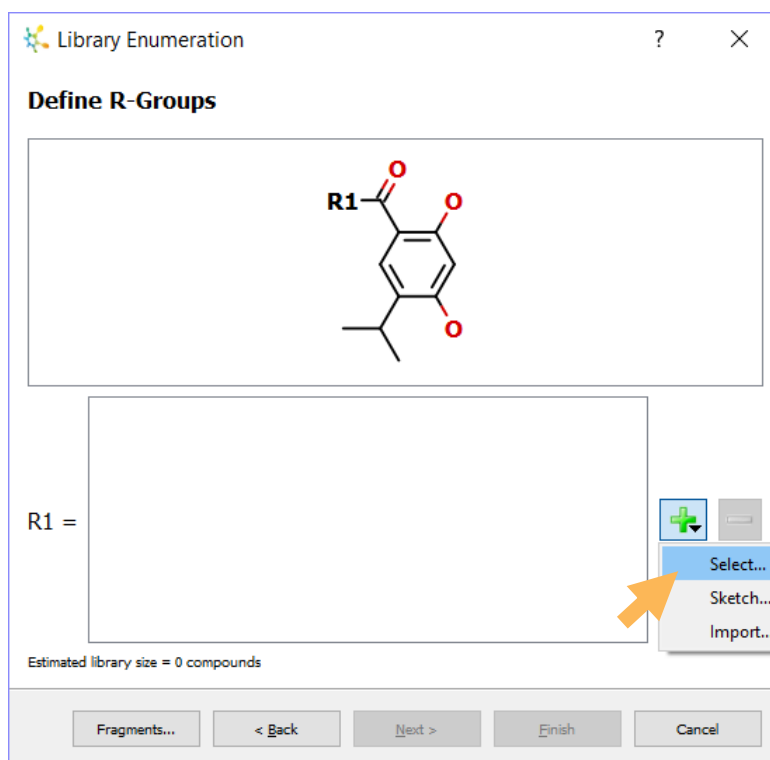 Library Enumeration ?
Define R-Groups
O
R1 O
O
R1 =
Select...
Sketch...
Import...
Estimated library size = 0 compounds
Fragments... < Back Next > Finish Cancel